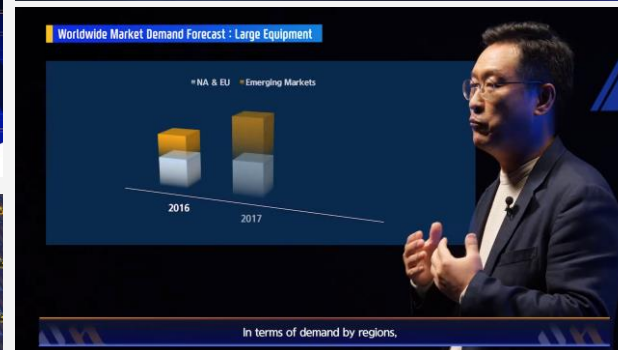 Worldwide Market Demand Forecast : Large Equipment
NA & EU Emerging Markets
2016
2017
In terms of demand by regions,